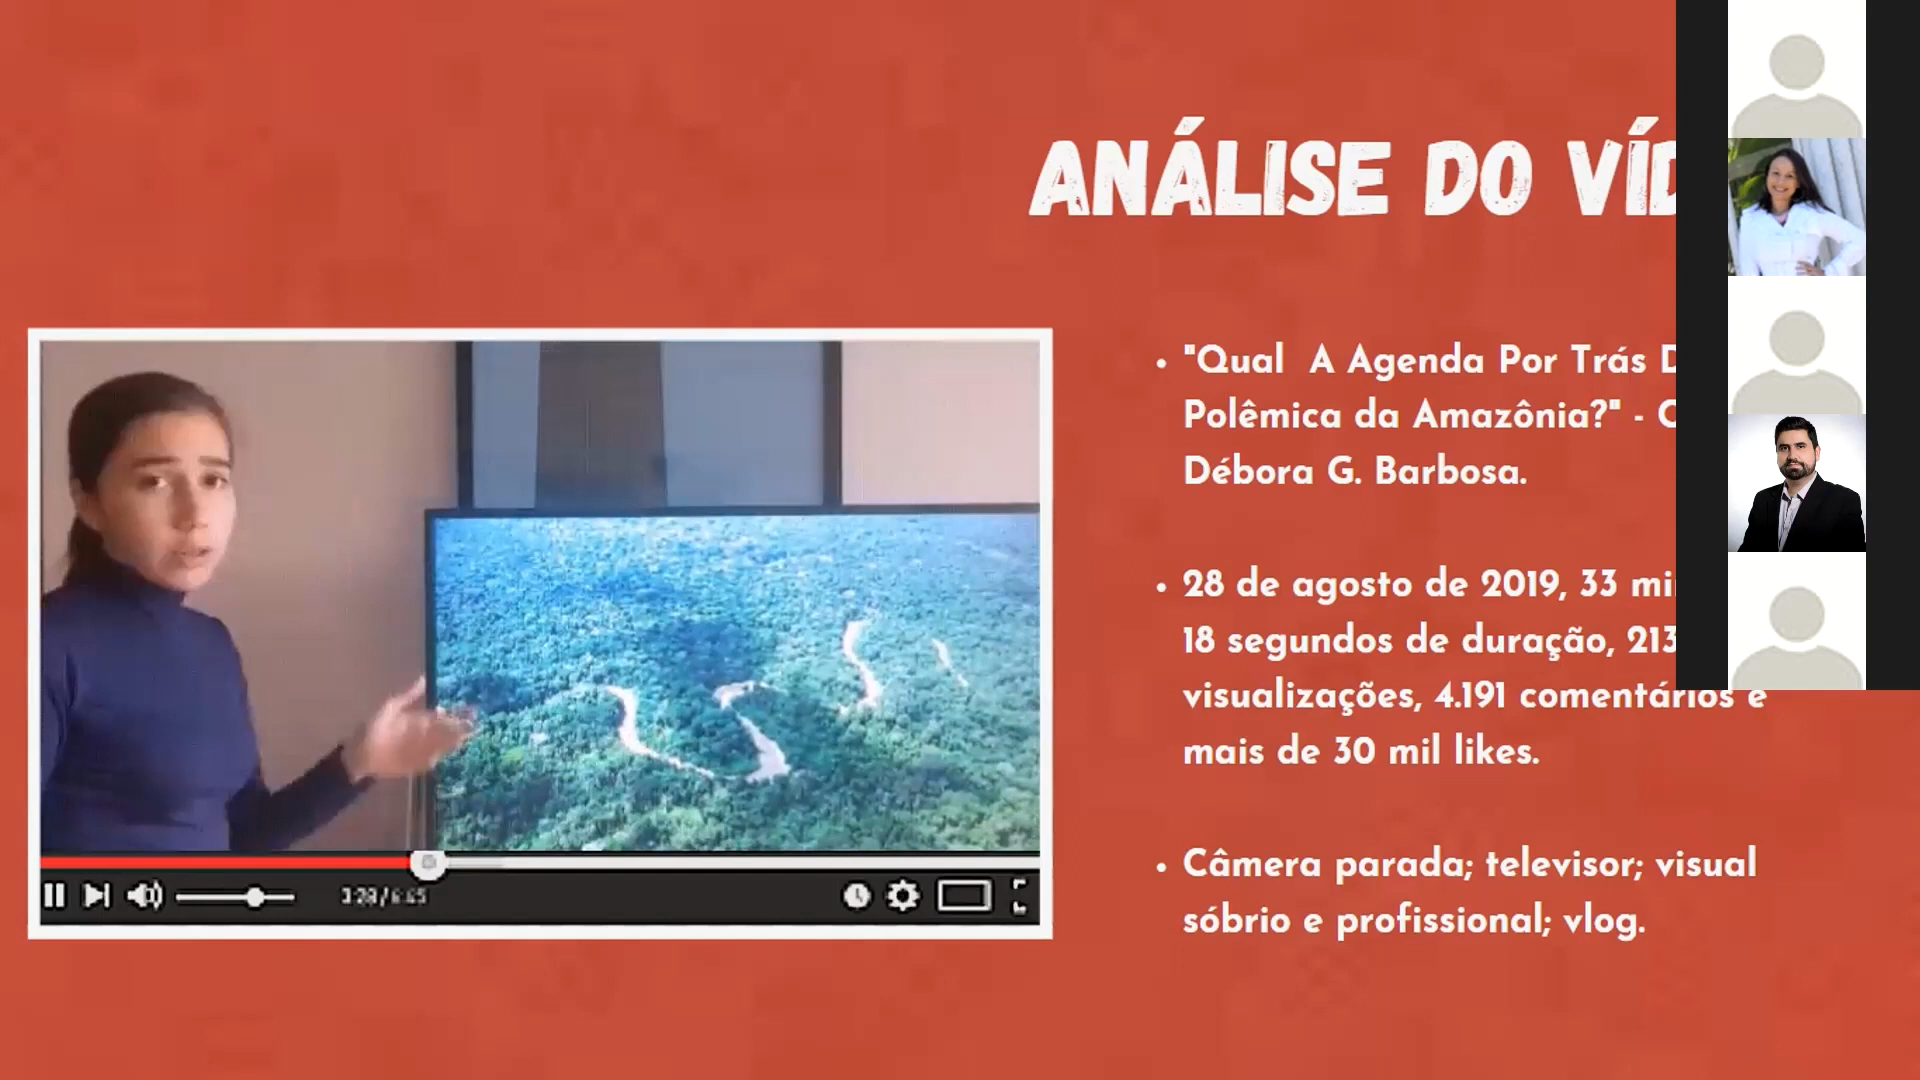 ANÁLISE DO
"Qual A Agenda Por Trás
Polêmica da Amazônia?" -
Débora G. Barbosa.
28 de agosto de 2019, 33
18 segundos de duração, 213
visualizações, 4.191 comentários e
mais de 30 mil likes.
Câmera parada; televisor; visual
sóbrio e profissional; vlog.